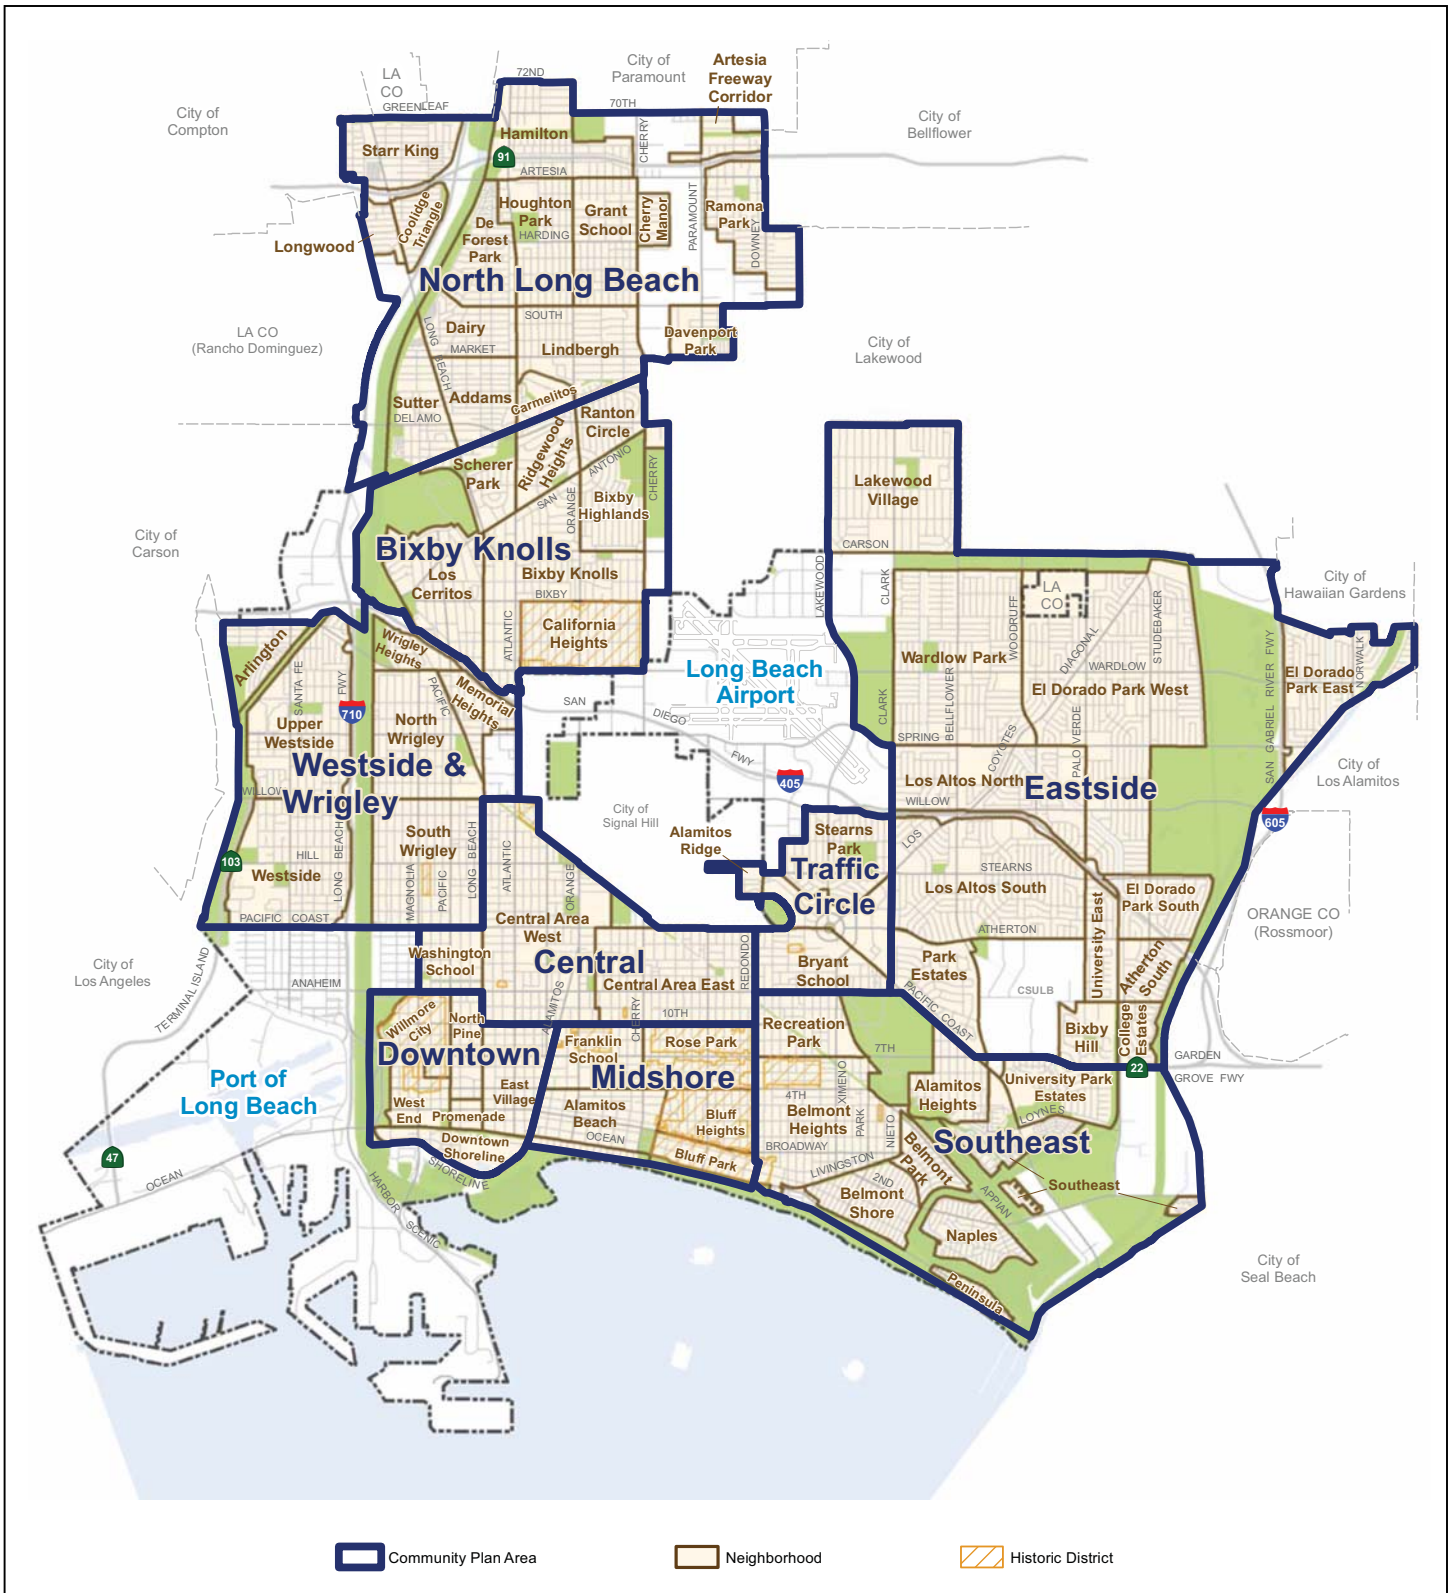 72ND
City of
Paramount
Artesia
Freeway
Corridor
LA
CO
GREENLEAF
70TH
City of
Compton
City of
Bellflower
Hamilton
CHERRY
Starr King
91
ARTESIA
Houghton
Park
HARDING
Grant
School
Cherry
Manor
PARAMOUNT
Ramona
Park
DOWNEY
Coolidge
Triangle
De
Forest
Park
Longwood
North Long Beach
SOUTH
LONG BEACH
Dairy
MARKET
Lindbergh
Davenport
Park
LA CO
(Rancho Dominguez)
City of
Lakewood
Sutter
DEL AMO
Addams
Carmelitos
Ranton
Circle
Scherer
Park
Ridgewood
Heights
SAN ANTONIO
ORANGE
CHERRY
Bixby
Highlands
Lakewood
Village
CARSON
City of
Carson
Bixby Knolls
Los
Cerritos
Bixby Knolls
BIXBY
ATLANTIC
California
Heights
LAKEWOOD
CLARK
LA
CO
City of
Hawaiian Gardens
WOODRUFF
STUDEBAKER
DIAGONAL
WARDLOW
Wardlow Park
El Dorado Park West
El Dorado
Park East
NORWALK
SAN GABRIEL RIVER FWY
Arlington
Wrigley
Heights
SANTA FE
FWY
PACIFIC
Memorial
Heights
Long Beach
Airport
SAN DIEGO FWY
CLARK
BELLFLOWER
SPRING
COYOTES
PALO VERDE
710
Upper
Westside
North
Wrigley
Westside &
Wrigley
WILLOW
405
Los Altos North
Eastside
WILLOW
LOS
City of
Los Alamitos
605
City of
Signal Hill
South
Wrigley
HILL
LONG BEACH
MAGNOLIA
PACIFIC
LONG BEACH
ATLANTIC
ORANGE
103
Westside
PACIFIC COAST
Alamitos
Ridge
Stearns
Park
Traffic
Circle
STEARNS
Los Altos South
El Dorado
Park South
ATHERTON
University East
ORANGE CO
(Rossmoor)
Central Area
West
Washington
School
Central
Central Area East
REDONDO
Bryant
School
Park
Estates
Atherton
South
City of
Los Angeles
TERMINAL ISLAND
ANAHEIM
CSULB
PACIFIC COAST
ALAMITOS
CHERRY
10TH
Willmore
City
North
Pine
Downtown
Franklin
School
Rose Park
Recreation
Park
7TH
Bixby
Hill
College
Estates
GARDEN
GROVE FWY
22
Midshore
Port of
Long Beach
West
End
Promenade
East
Village
Alamitos
Beach
OCEAN
Bluff
Heights
Bluff Park
4TH
XIMENO
PARK
NIETO
Belmont
Heights
BROADWAY
LIVINGSTON
2ND
Alamitos
Heights
University Park
Estates
LOYNES
Southeast
Belmont
Park
Southeast
APPIAN
Downtown
Shoreline
SHORELINE
47
OCEAN
HARBOR SCENIC
Belmont
Shore
Naples
Peninsula
City of
Seal Beach
Community Plan Area
Neighborhood
Historic District